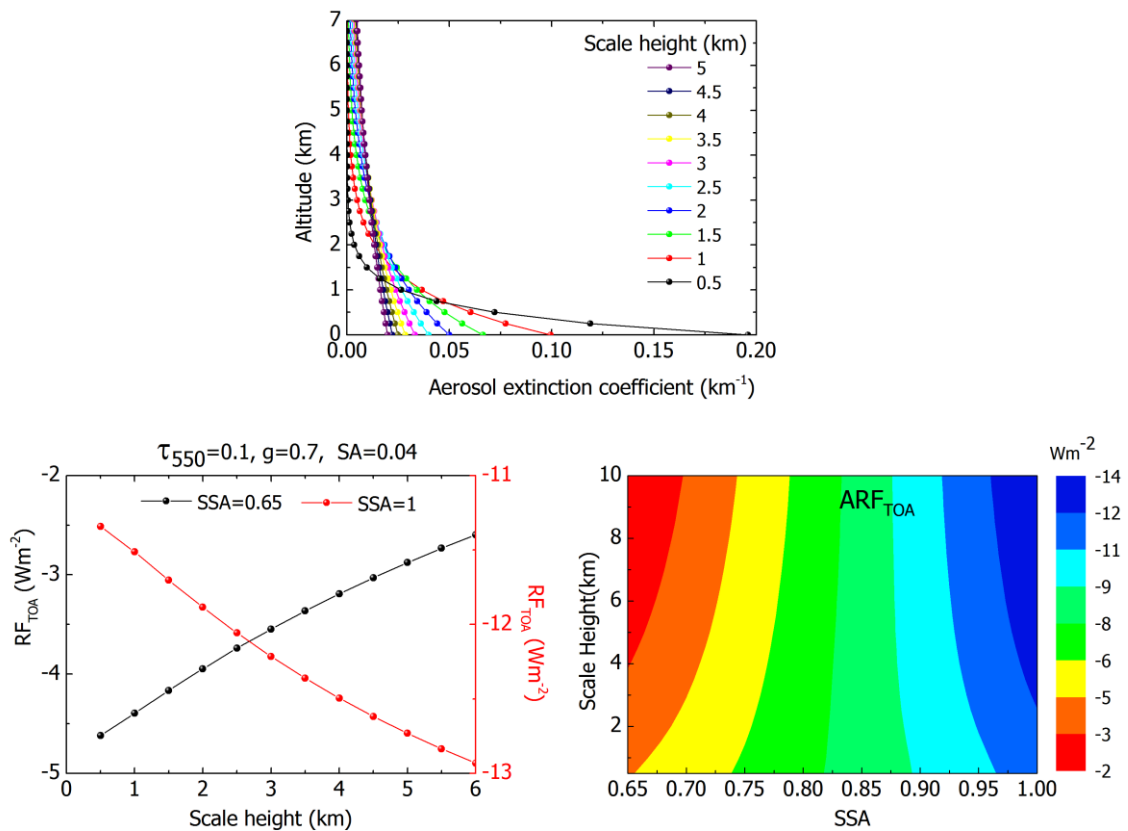 Scale height (km)
5
4.5
4
3.5
3
2.5
2
1.5
1
0.5
7
6
5
4
3
2
1
0
Altitude (km)
0.00 0.05 0.10 0.15 0.20
Aerosol extinction coefficient (km⁻¹)
τ₅₅₀=0.1, g=0.7, SA=0.04
SSA=0.65 SSA=1
-2
-3
-4
-5
RF_TOA (Wm⁻²)
-11
-12
-13
RF_TOA (Wm⁻²)
0 1 2 3 4 5 6
Scale height (km)
Wm⁻²
ARF_TOA
10
8
6
4
2
Scale Height(km)
0.65 0.70 0.75 0.80 0.85 0.90 0.95 1.00
SSA
-14
-12
-11
-9
-8
-6
-5
-3
-2